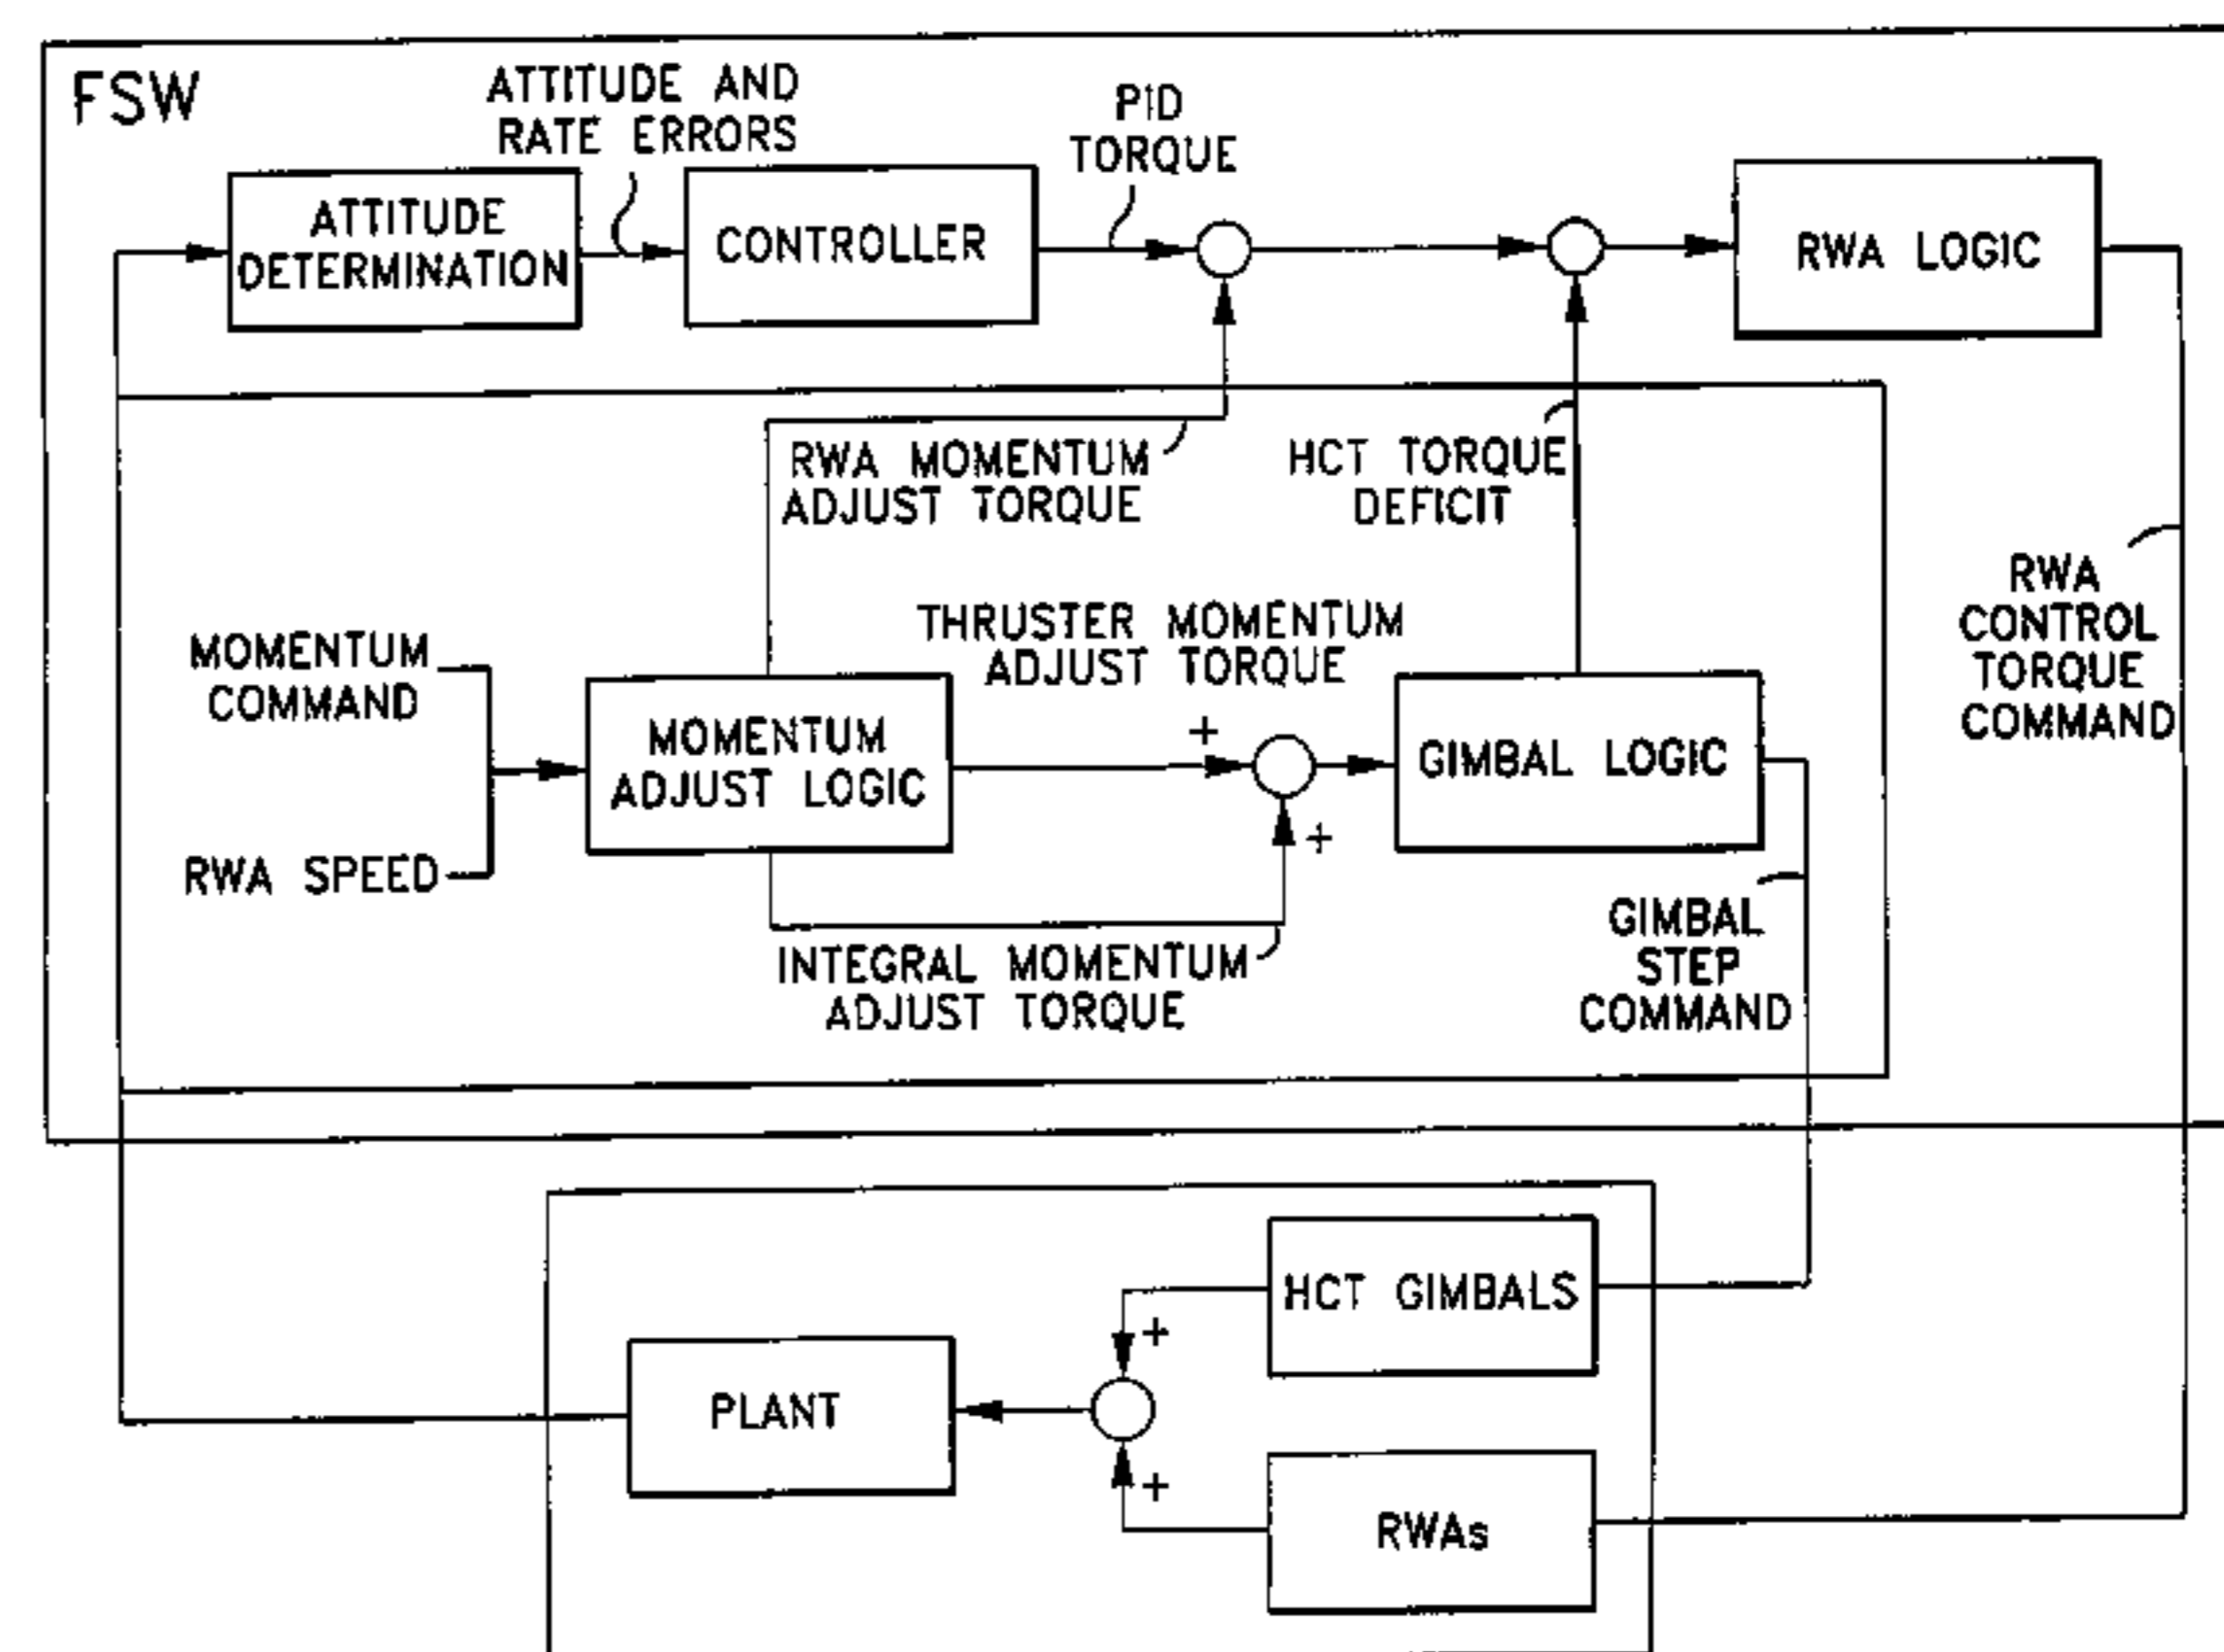 FSW
ATTITUDE AND
RATE ERRORS
PID
TORQUE
ATTITUDE
DETERMINATION
CONTROLLER
RWA LOGIC
RWA MOMENTUM
ADJUST TORQUE
HCT TORQUE
DEFICIT
RWA
CONTROL
TORQUE
COMMAND
MOMENTUM
COMMAND
RWA SPEED
MOMENTUM
ADJUST LOGIC
THRUSTER MOMENTUM
ADJUST TORQUE
+
+
GIMBAL LOGIC
INTEGRAL MOMENTUM
ADJUST TORQUE
GIMBAL
STEP
COMMAND
HCT GIMBALS
+
PLANT
+
RWAs